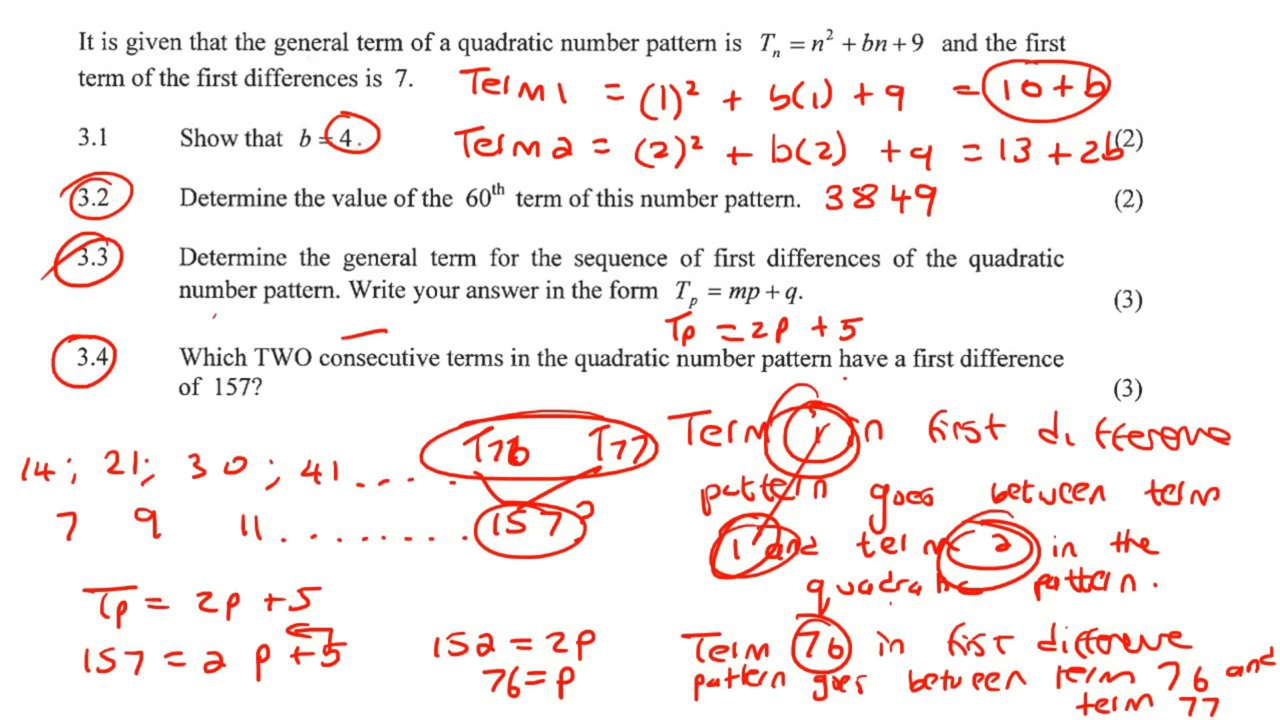 It is given that the general term of a quadratic number pattern is Tₙ = n² + bn + 9 and the first
term of the first differences is 7.
Term 1 = (1)² + b(1) + 9 = 10 + b
3.1 Show that b = 4. (2)
Term 2 = (2)² + b(2) + 9 = 13 + 2b
3.2 Determine the value of the 60th term of this number pattern. 3849 (2)
3.3 Determine the general term for the sequence of first differences of the quadratic
number pattern. Write your answer in the form Tₚ = mp + q. (3)
Tp = 2p + 5
3.4 Which TWO consecutive terms in the quadratic number pattern have a first difference
of 157? (3)
14; 21; 30; 41..... T76 T77
7 9 11......... 157?
Tp = 2p + 5
157 = 2p + 5
152 = 2p
76 = p
Term 1 in first difference
pattern goes between term
1 and term 2 in the
quadratic pattern.
Term 76 in first difference
pattern goes between term 76 and
term 77